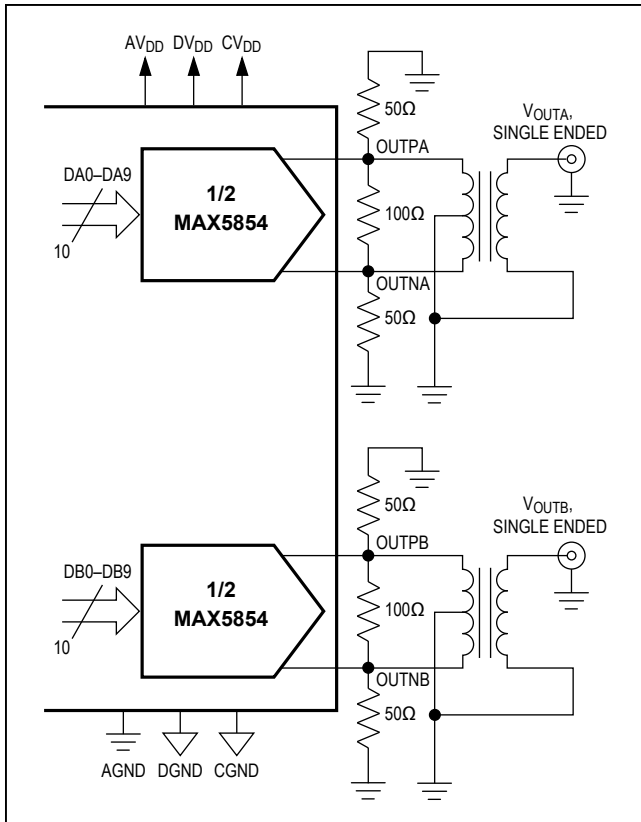 AVDD DVDD CVDD
50Ω
VOUTA,
SINGLE ENDED
OUTPA
DA0–DA9
10
1/2
MAX5854
100Ω
OUTNA
50Ω
50Ω
VOUTB,
SINGLE ENDED
OUTPB
DB0–DB9
10
1/2
MAX5854
100Ω
OUTNB
50Ω
AGND DGND CGND